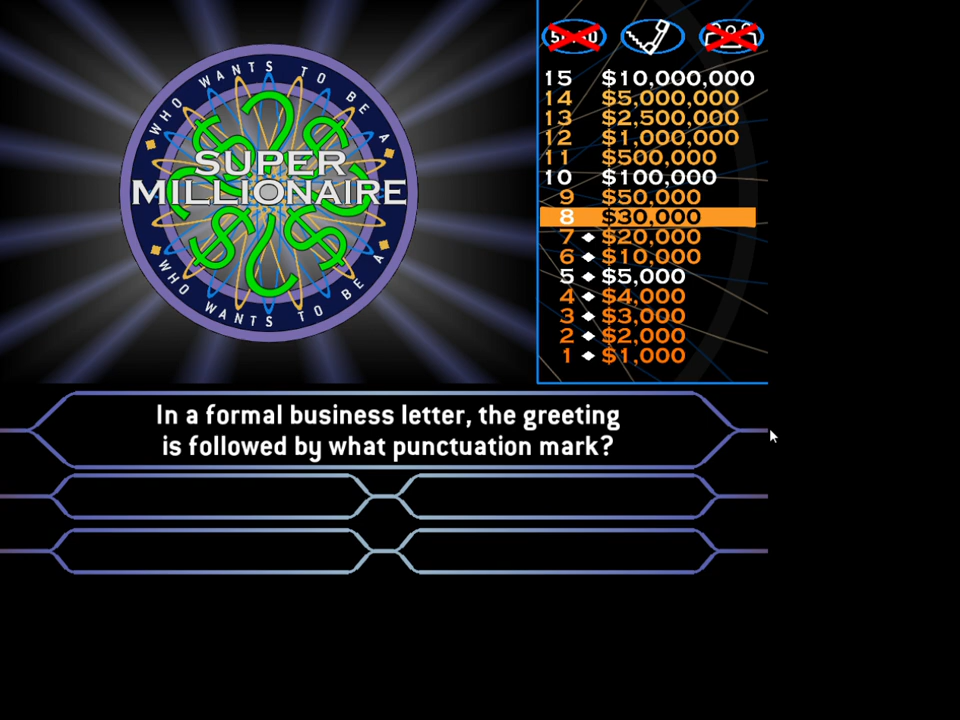 WHO WANTS TO BE A
SUPER
MILLIONAIRE
WHO WANTS TO BE A
50:50
15 $10,000,000
14 $5,000,000
13 $2,500,000
12 $1,000,000
11 $500,000
10 $100,000
9 $50,000
8 $30,000
7 ◆ $20,000
6 ◆ $10,000
5 ◆ $5,000
4 ◆ $4,000
3 ◆ $3,000
2 ◆ $2,000
1 ◆ $1,000
In a formal business letter, the greeting
is followed by what punctuation mark?